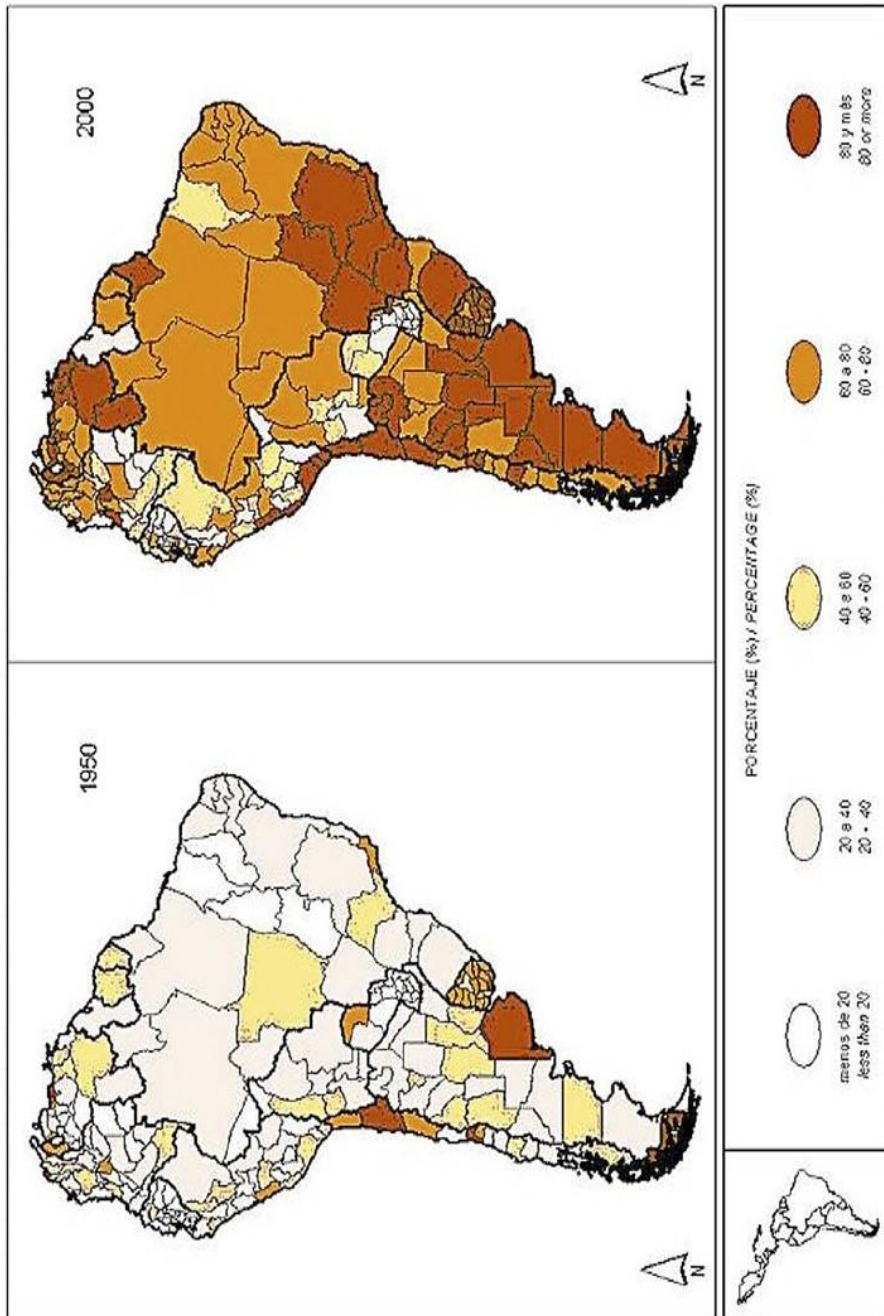 1950
2000
N
N
PORCENTAJE (%) / PERCENTAGE (%)
menos de 20
less than 20
20 a 40
20 - 40
40 a 60
40 - 60
60 a 80
60 - 80
80 y más
80 or more